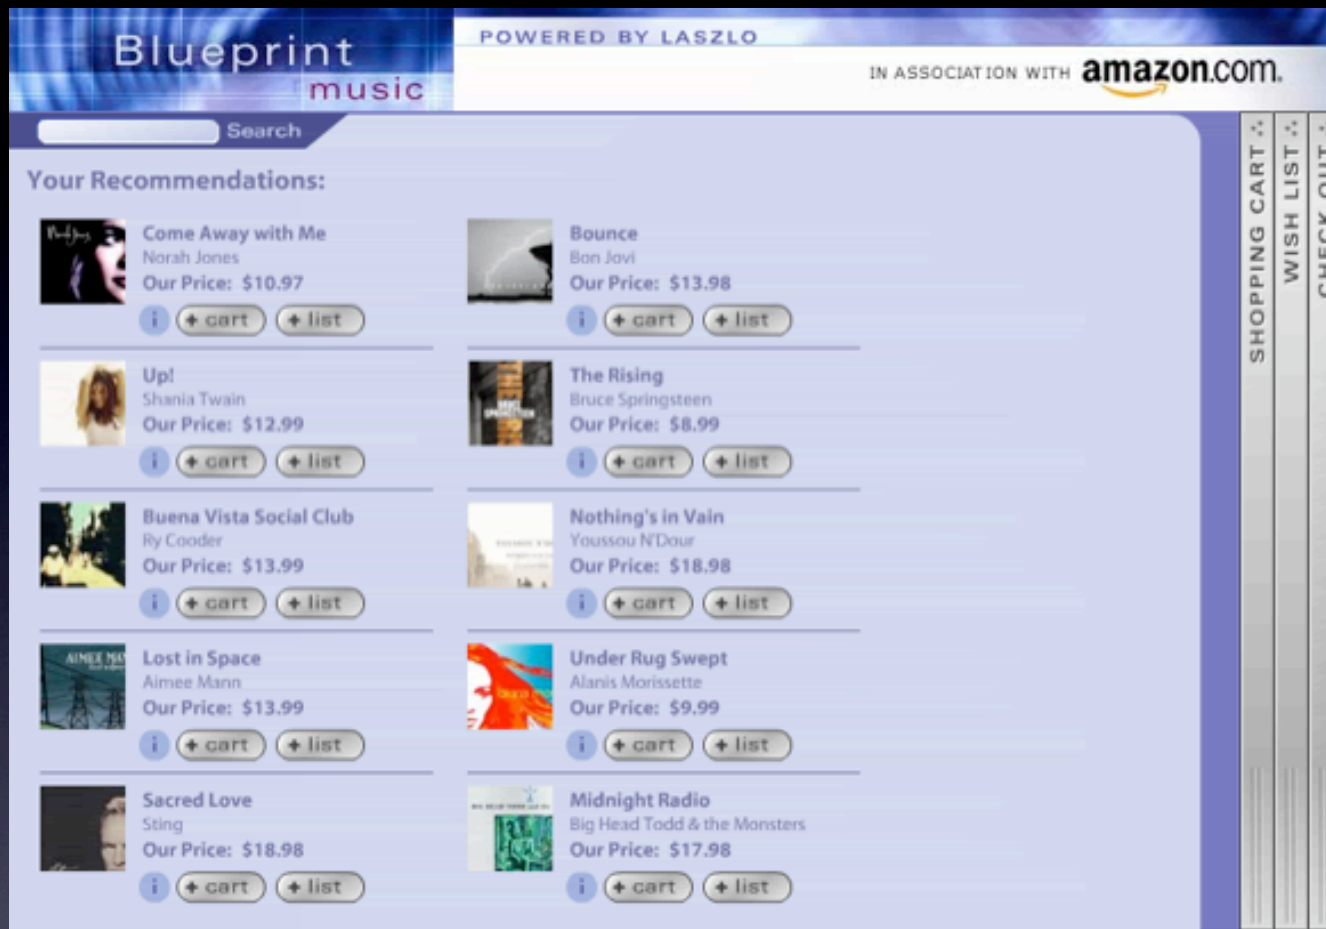 Blueprint
music
POWERED BY LASZLO
IN ASSOCIATION WITH amazon.com.
Search
Your Recommendations:
Come Away with Me
Norah Jones
Our Price: $10.97
i + cart + list
Bounce
Bon Jovi
Our Price: $13.98
i + cart + list
Up!
Shania Twain
Our Price: $12.99
i + cart + list
The Rising
Bruce Springsteen
Our Price: $8.99
i + cart + list
Buena Vista Social Club
Ry Cooder
Our Price: $13.99
i + cart + list
Nothing's in Vain
Youssou N'Dour
Our Price: $18.98
i + cart + list
AIMEE MAN
Lost in Space
Aimee Mann
Our Price: $13.99
i + cart + list
Under Rug Swept
Alanis Morissette
Our Price: $9.99
i + cart + list
Sacred Love
Sting
Our Price: $18.98
i + cart + list
Midnight Radio
Big Head Todd & the Monsters
Our Price: $17.98
i + cart + list
SHOPPING CART
WISH LIST
CHECK OUT